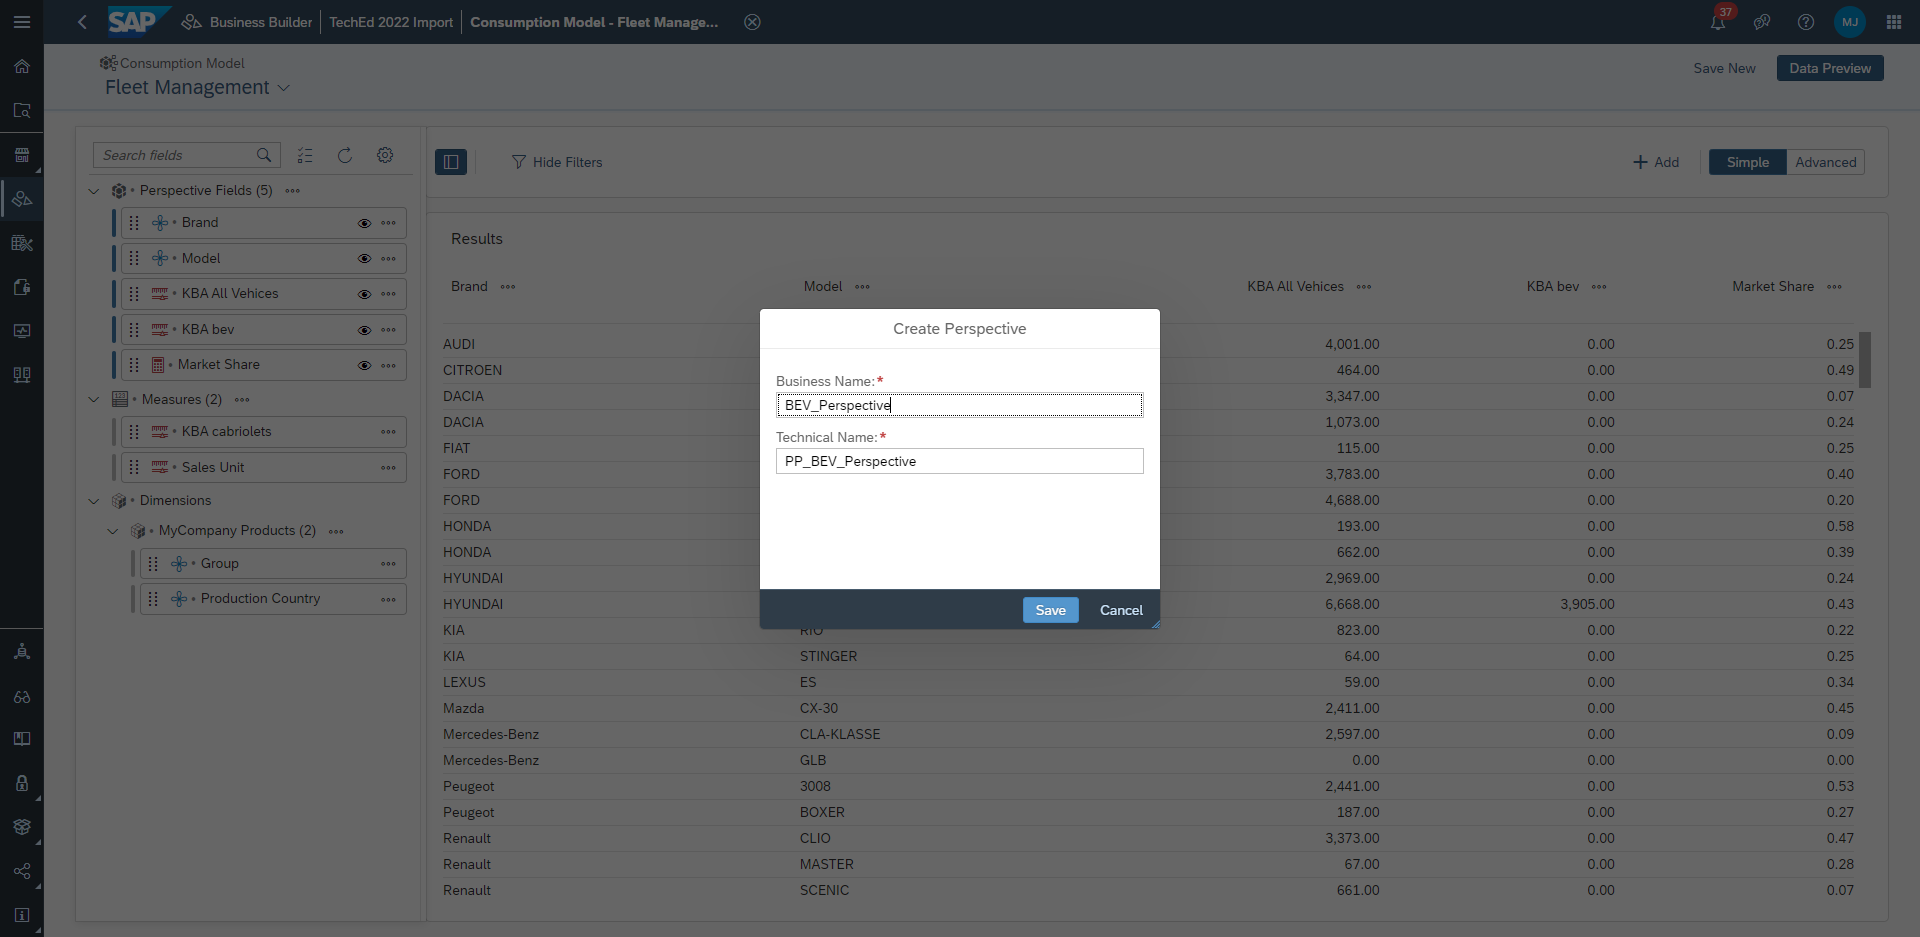 SAP Business Builder TechEd 2022 Import Consumption Model - Fleet Manage... 37 MJ
Consumption Model
Fleet Management
Save New Data Preview
Search fields
Hide Filters
Add Simple Advanced
Perspective Fields (5)
Brand
Model
KBA All Vehices
KBA bev
Market Share
Measures (2)
KBA cabriolets
Sales Unit
Dimensions
MyCompany Products (2)
Group
Production Country
Results
Brand Model KBA All Vehices KBA bev Market Share
AUDI 4,001.00 0.00 0.25
CITROEN 464.00 0.00 0.49
DACIA 3,347.00 0.00 0.07
DACIA 1,073.00 0.00 0.24
FIAT 115.00 0.00 0.25
FORD 3,783.00 0.00 0.40
FORD 4,688.00 0.00 0.20
HONDA 193.00 0.00 0.58
HONDA 662.00 0.00 0.39
HYUNDAI 2,969.00 0.00 0.24
HYUNDAI 6,668.00 3,905.00 0.43
KIA RIO 823.00 0.00 0.22
KIA STINGER 64.00 0.00 0.25
LEXUS ES 59.00 0.00 0.34
Mazda CX-30 2,411.00 0.00 0.45
Mercedes-Benz CLA-KLASSE 2,597.00 0.00 0.09
Mercedes-Benz GLB 0.00 0.00 0.00
Peugeot 3008 2,441.00 0.00 0.53
Peugeot BOXER 187.00 0.00 0.27
Renault CLIO 3,373.00 0.00 0.47
Renault MASTER 67.00 0.00 0.28
Renault SCENIC 661.00 0.00 0.07
Create Perspective
Business Name:*
BEV_Perspective
Technical Name:*
PP_BEV_Perspective
Save Cancel